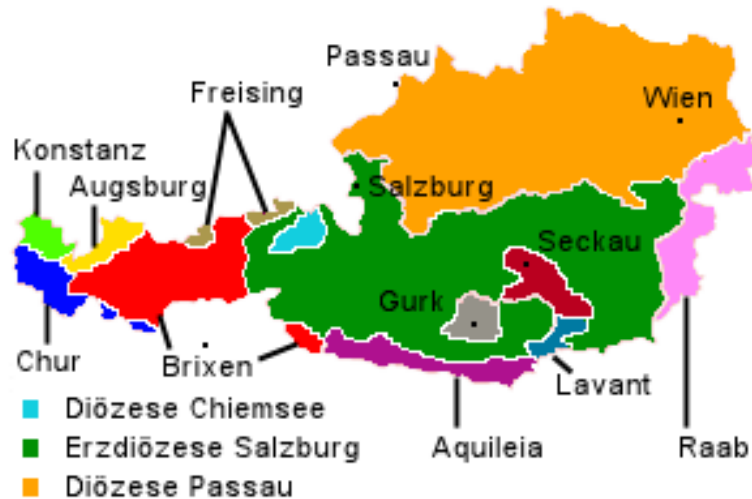 Passau
Freising
Wien
Konstanz
Augsburg
Salzburg
Seckau
Gurk
Chur
Brixen
Lavant
Diözese Chiemsee
Erzdiözese Salzburg
Aquileia
Raab
Diözese Passau